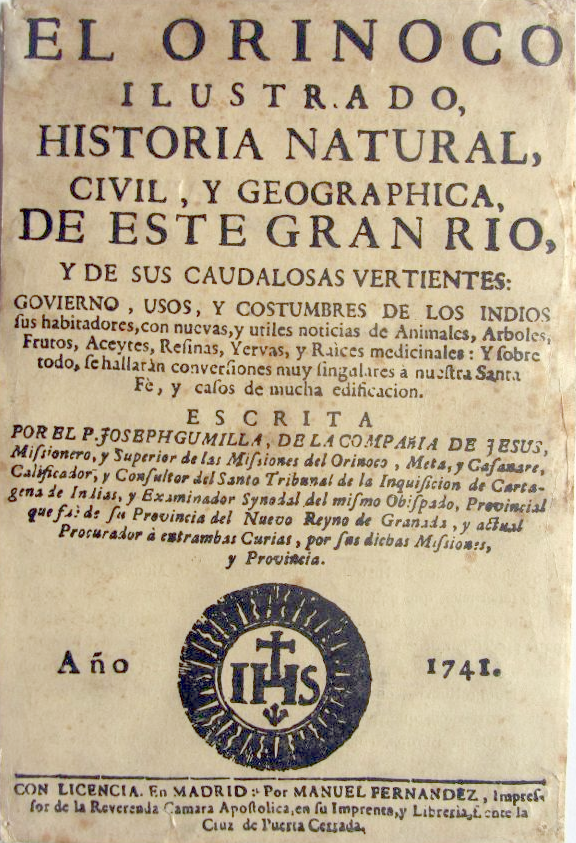 EL ORINOCO
ILUSTRADO,
HISTORIA NATURAL,
CIVIL, Y GEOGRAPHICA,
DE ESTE GRAN RIO,
Y DE SUS CAUDALOSAS VERTIENTES:
GOVIERNO, USOS, Y COSTUMBRES DE LOS INDIOS
sus habitadores, con nuevas, y utiles noticias de Animales, Arboles,
Frutos, Aceytes, Resinas, Yervas, y Raices medicinales: Y sobre
todo, se hallaràn conversiones muy singulares à nuestra Santa
Fè, y casos de mucha edificacion.
ESCRITA
POR EL P. JOSEPH GUMILLA, DE LA COMPAñIA DE JESUS,
Missionero, y Superior de las Missiones del Orinoco, Meta, y Casanare,
Calificador, y Consultor del Santo Tribunal de la Inquisicion de Carta-
gena de Indias, y Examinador Synodal del mismo Obispado, Provincial
que fuè de su Provincia del Nuevo Reyno de Granada, y actual
Procurador à entrambas Curias, por sus dichas Missiones,
y Provincia.
Año 1741.
IHS
CON LICENCIA. En MADRID: Por MANUEL FERNANDEZ, Impres-
sor de la Reverenda Camara Apostolica, en su Imprenta, y Libreria, frente la
Cruz de Puerta Cerrada.